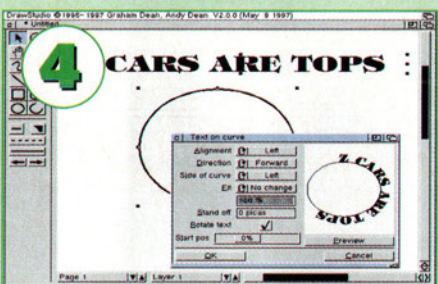 DrawStudio ©1995-1997 Graham Dean, Andy Dean V2.0.0 (May 9 1997)
* Untitled
4
CARS ARE TOPS
Text on curve
Alignment Left
Direction Forward
Side of curve Left
Fit No change
100 %
Stand off 0 picas
Rotate text
Start pos 0%
Preview
OK Cancel
Z CARS ARE TOPS
Page 1 Layer 1